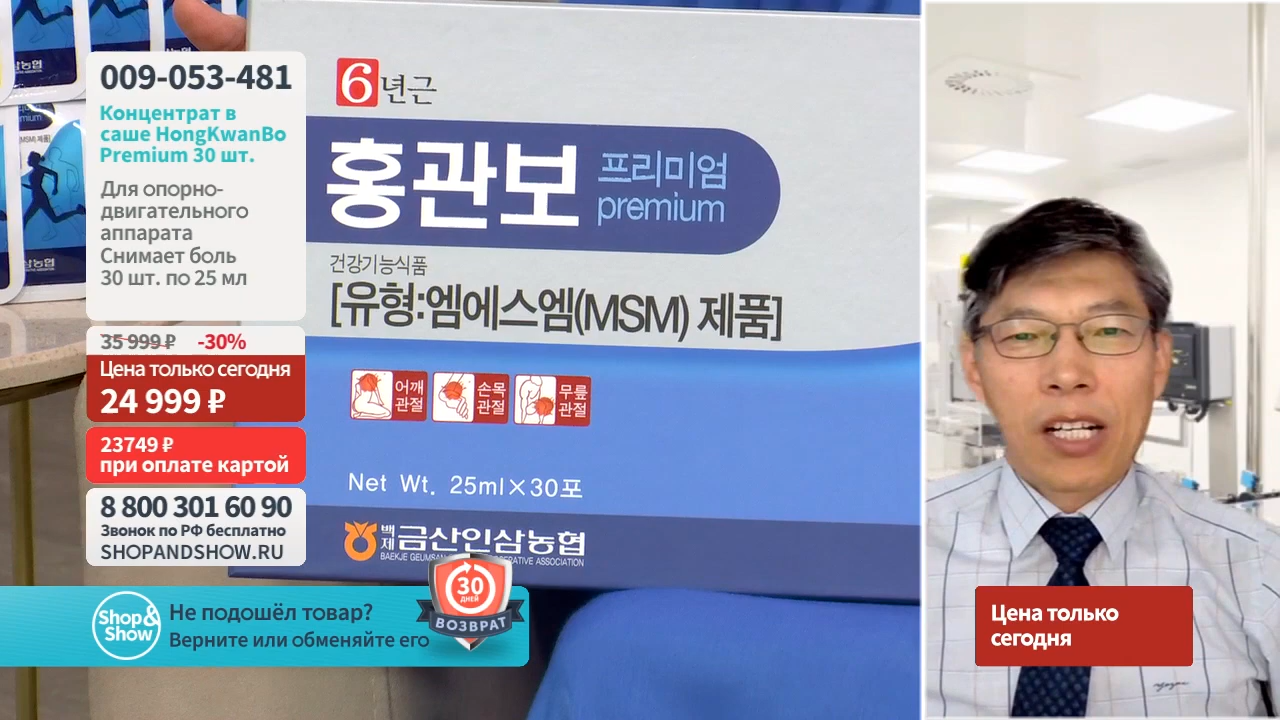 009-053-481
Концентрат в
саше HongKwanBo
Premium 30 шт.
Для опорно-
двигательного
аппарата
Снимает боль
30 шт. по 25 мл
35 999 ₽ -30%
Цена только сегодня
24 999 ₽
23749 ₽
при оплате картой
8 800 301 60 90
Звонок по РФ бесплатно
SHOPANDSHOW.RU
Shop&
Show
Не подошёл товар?
Верните или обменяйте его
30
ДНЕЙ
ВОЗВРАТ
6년근
홍관보 프리미엄
premium
건강기능식품
[유형:엠에스엠(MSM) 제품]
어깨
관절
손목
관절
무릎
관절
Net Wt. 25ml×30포
백제 금산인삼농협
BAEKJE GEUMSAN
Цена только
сегодня